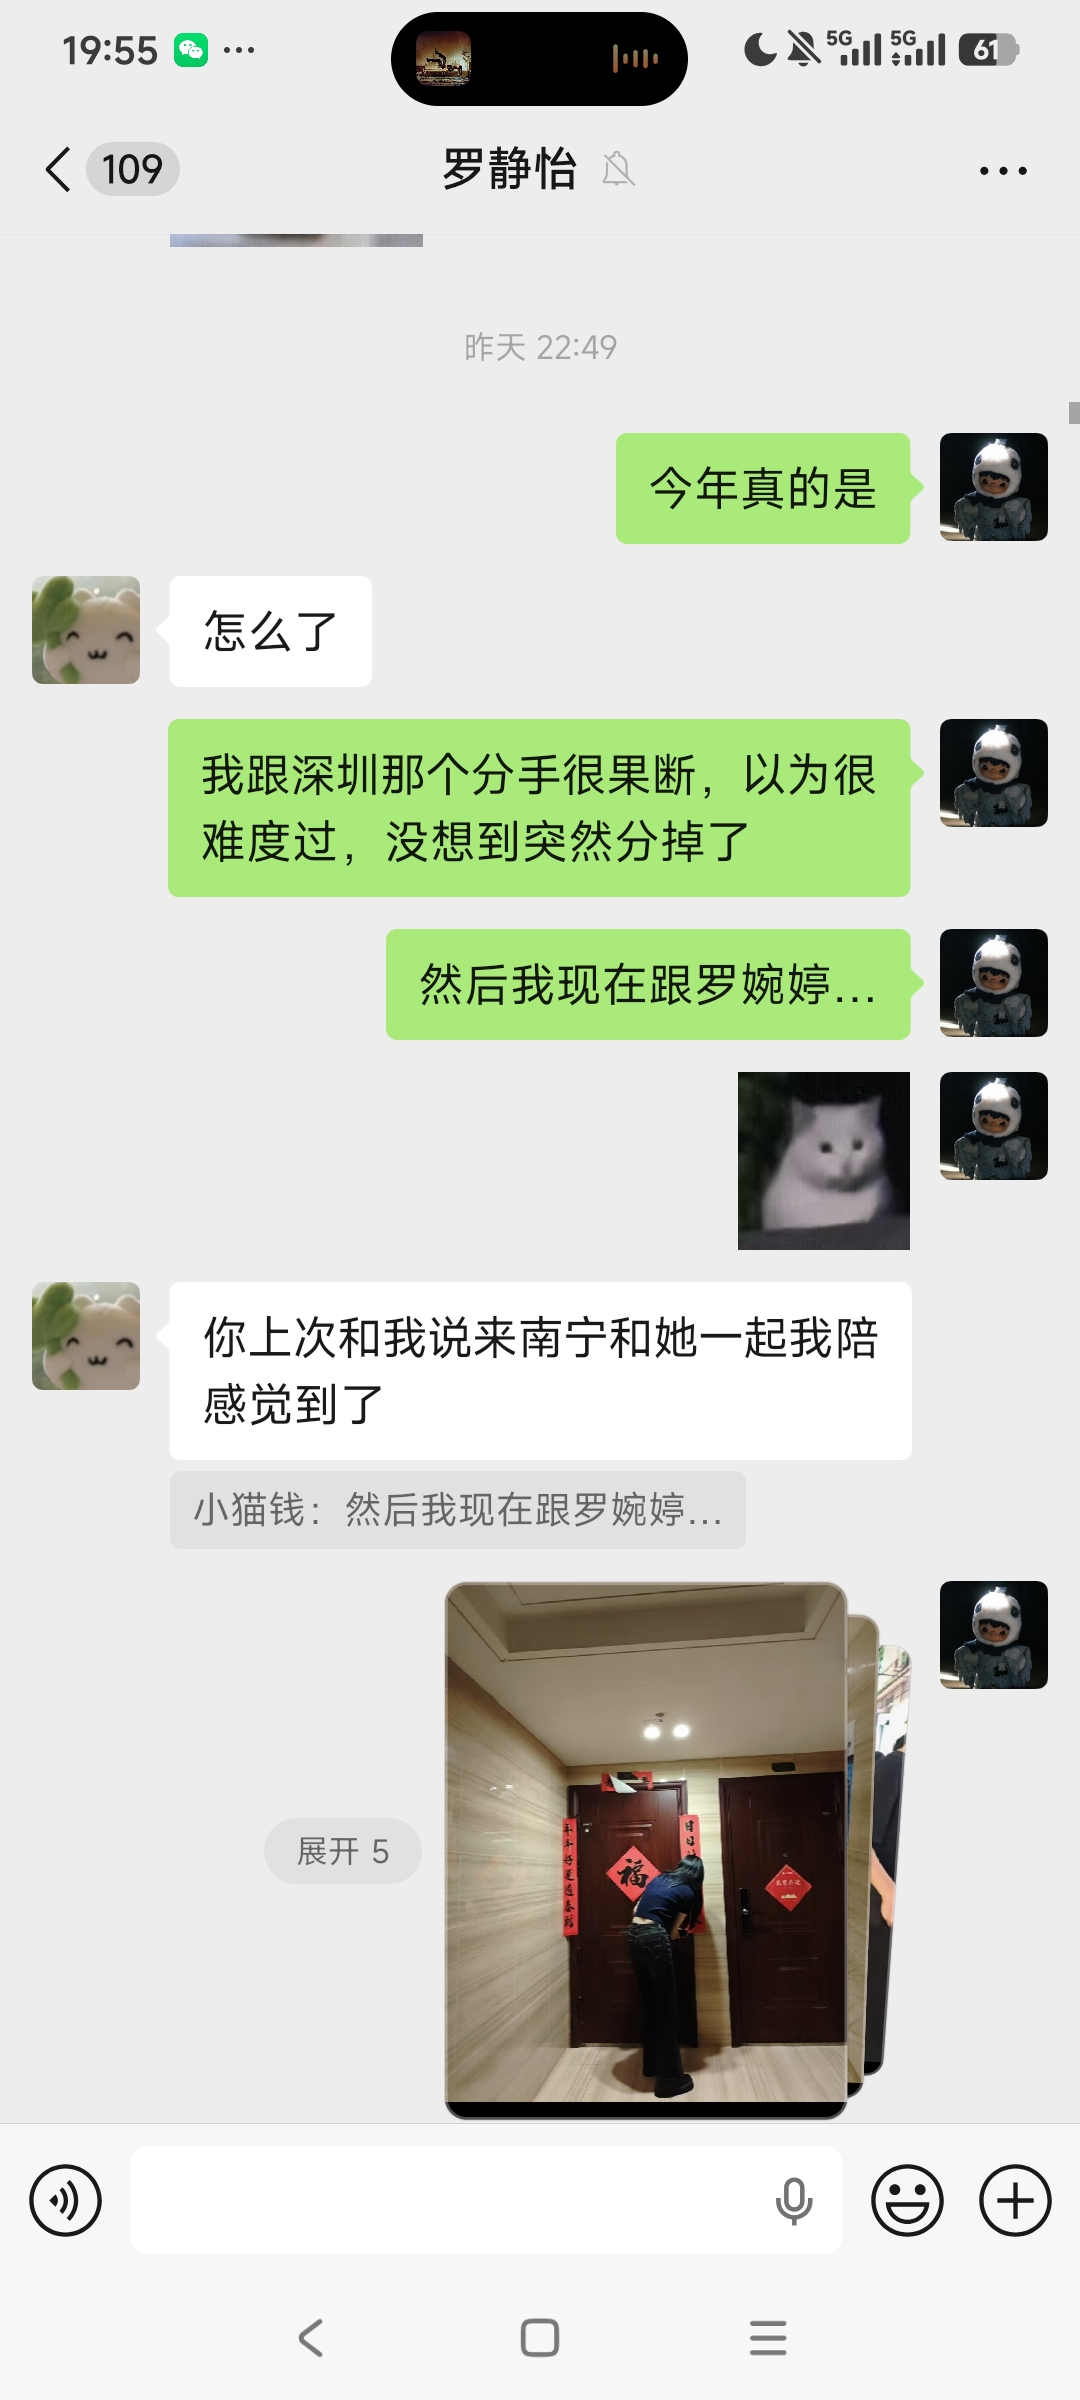 19:55
5G 5G 61
109
罗静怡
昨天 22:49
今年真的是
怎么了
我跟深圳那个分手很果断，以为很
难度过，没想到突然分掉了
然后我现在跟罗婉婷...
你上次和我说来南宁和她一起我陪
感觉到了
小猫钱：然后我现在跟罗婉婷...
展开 5
福